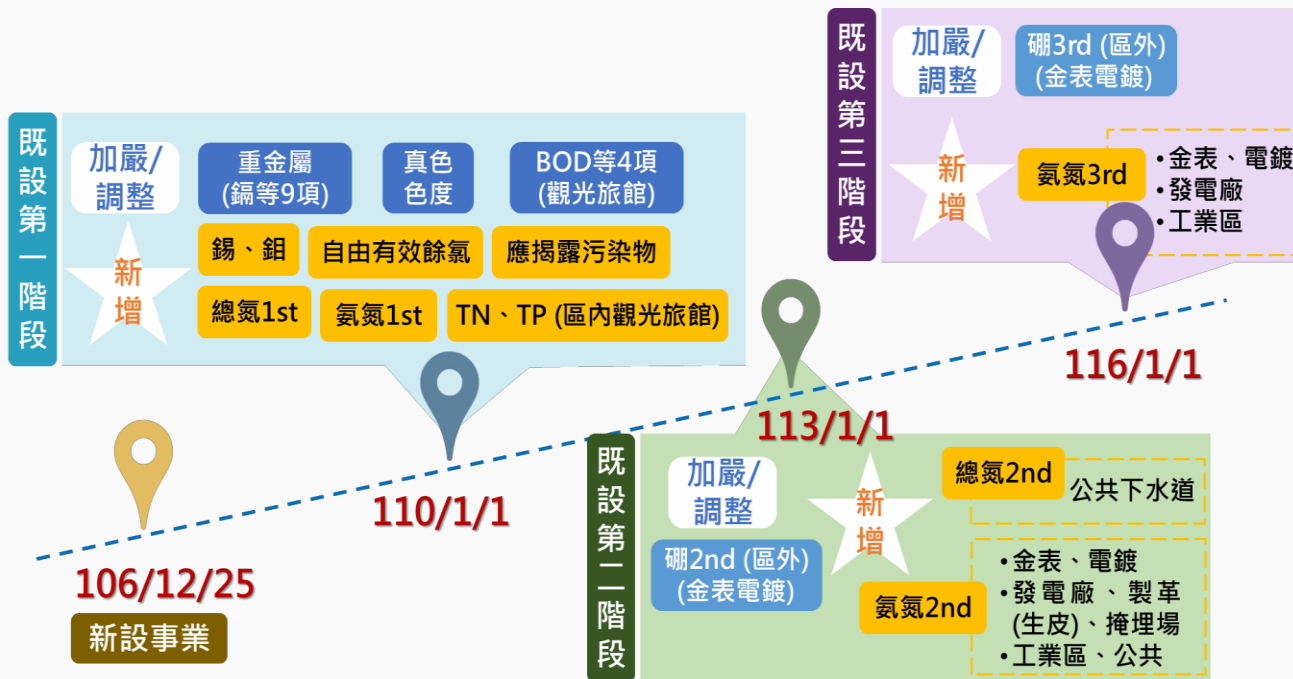 既設第一階段
加嚴/
調整
重金屬
(鎘等9項)
真色
色度
BOD等4項
(觀光旅館)
新增
錫、鉬
自由有效餘氯
應揭露污染物
總氮1st
氨氮1st
TN、TP (區內觀光旅館)
既設第三階段
加嚴/
調整
硼3rd (區外)
(金表電鍍)
新增
氨氮3rd
•金表、電鍍
•發電廠
•工業區
106/12/25
新設事業
110/1/1
113/1/1
116/1/1
既設第二階段
加嚴/
調整
硼2nd (區外)
(金表電鍍)
新增
總氮2nd
公共下水道
氨氮2nd
•金表、電鍍
•發電廠、製革
(生皮)、掩埋場
•工業區、公共